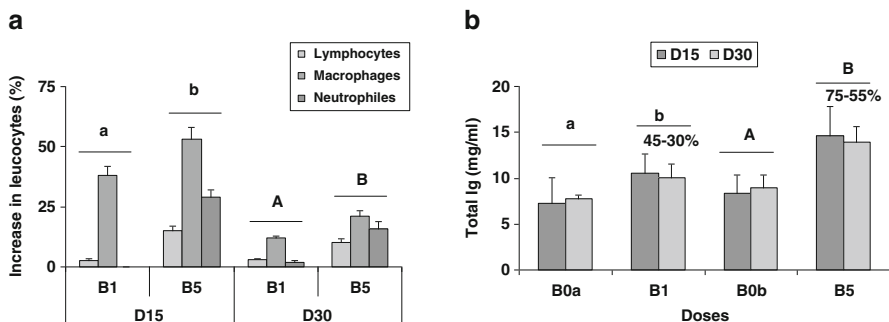 a
Lymphocytes
Macrophages
Neutrophiles
Increase in leucocytes (%)
75
50
25
0
a
b
A
B
B1
B5
B1
B5
D15
D30
b
D15
D30
Total Ig (mg/ml)
20
15
10
5
0
a
b
45-30%
A
B
75-55%
B0a
B1
B0b
B5
Doses